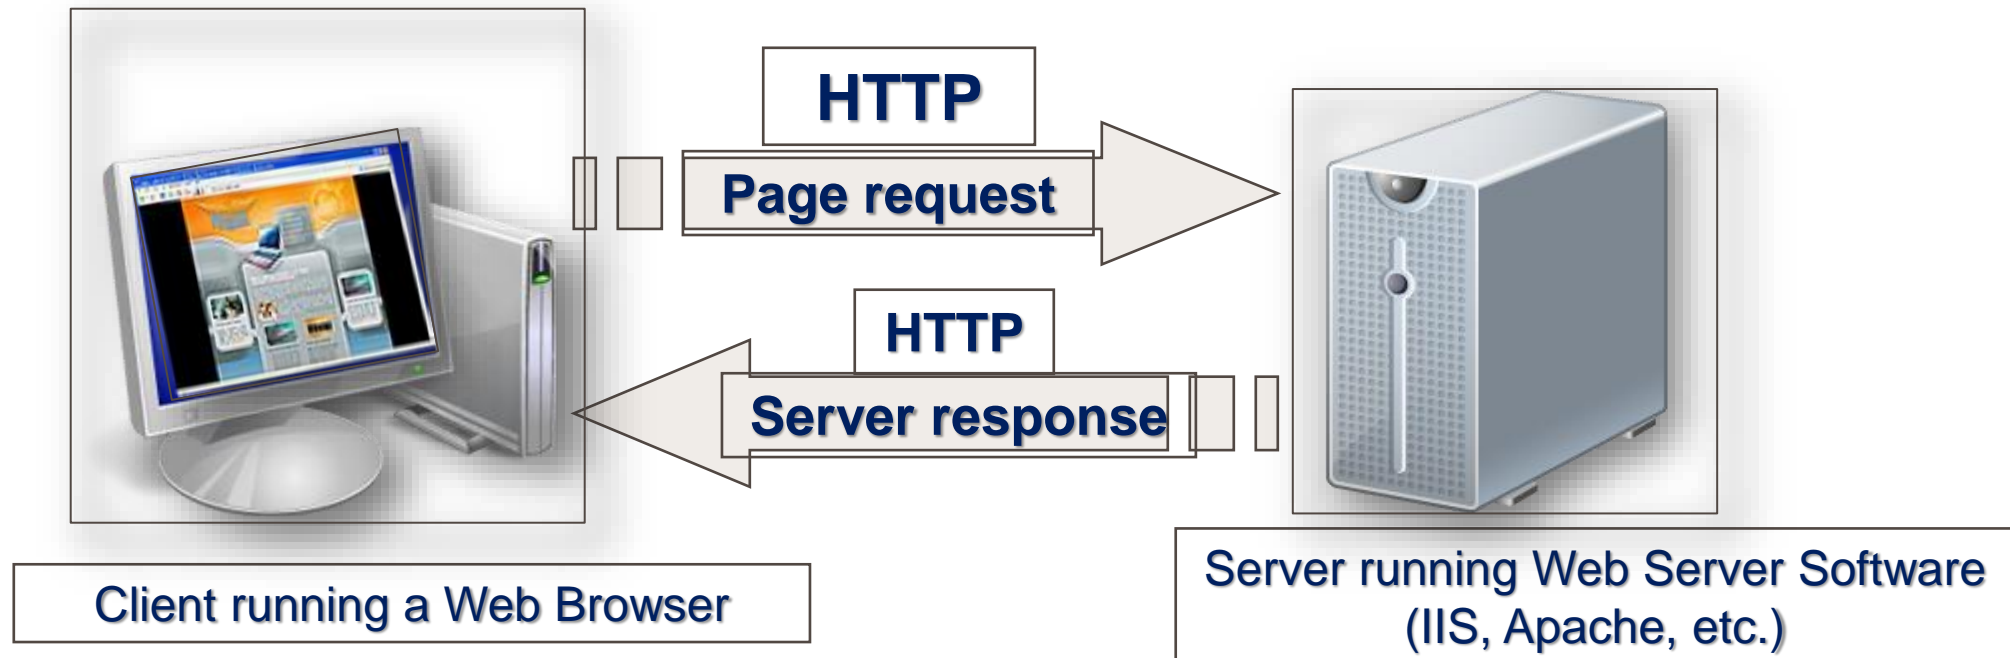 HTTP
Page request
HTTP
Server response
Client running a Web Browser
Server running Web Server Software
(IIS, Apache, etc.)